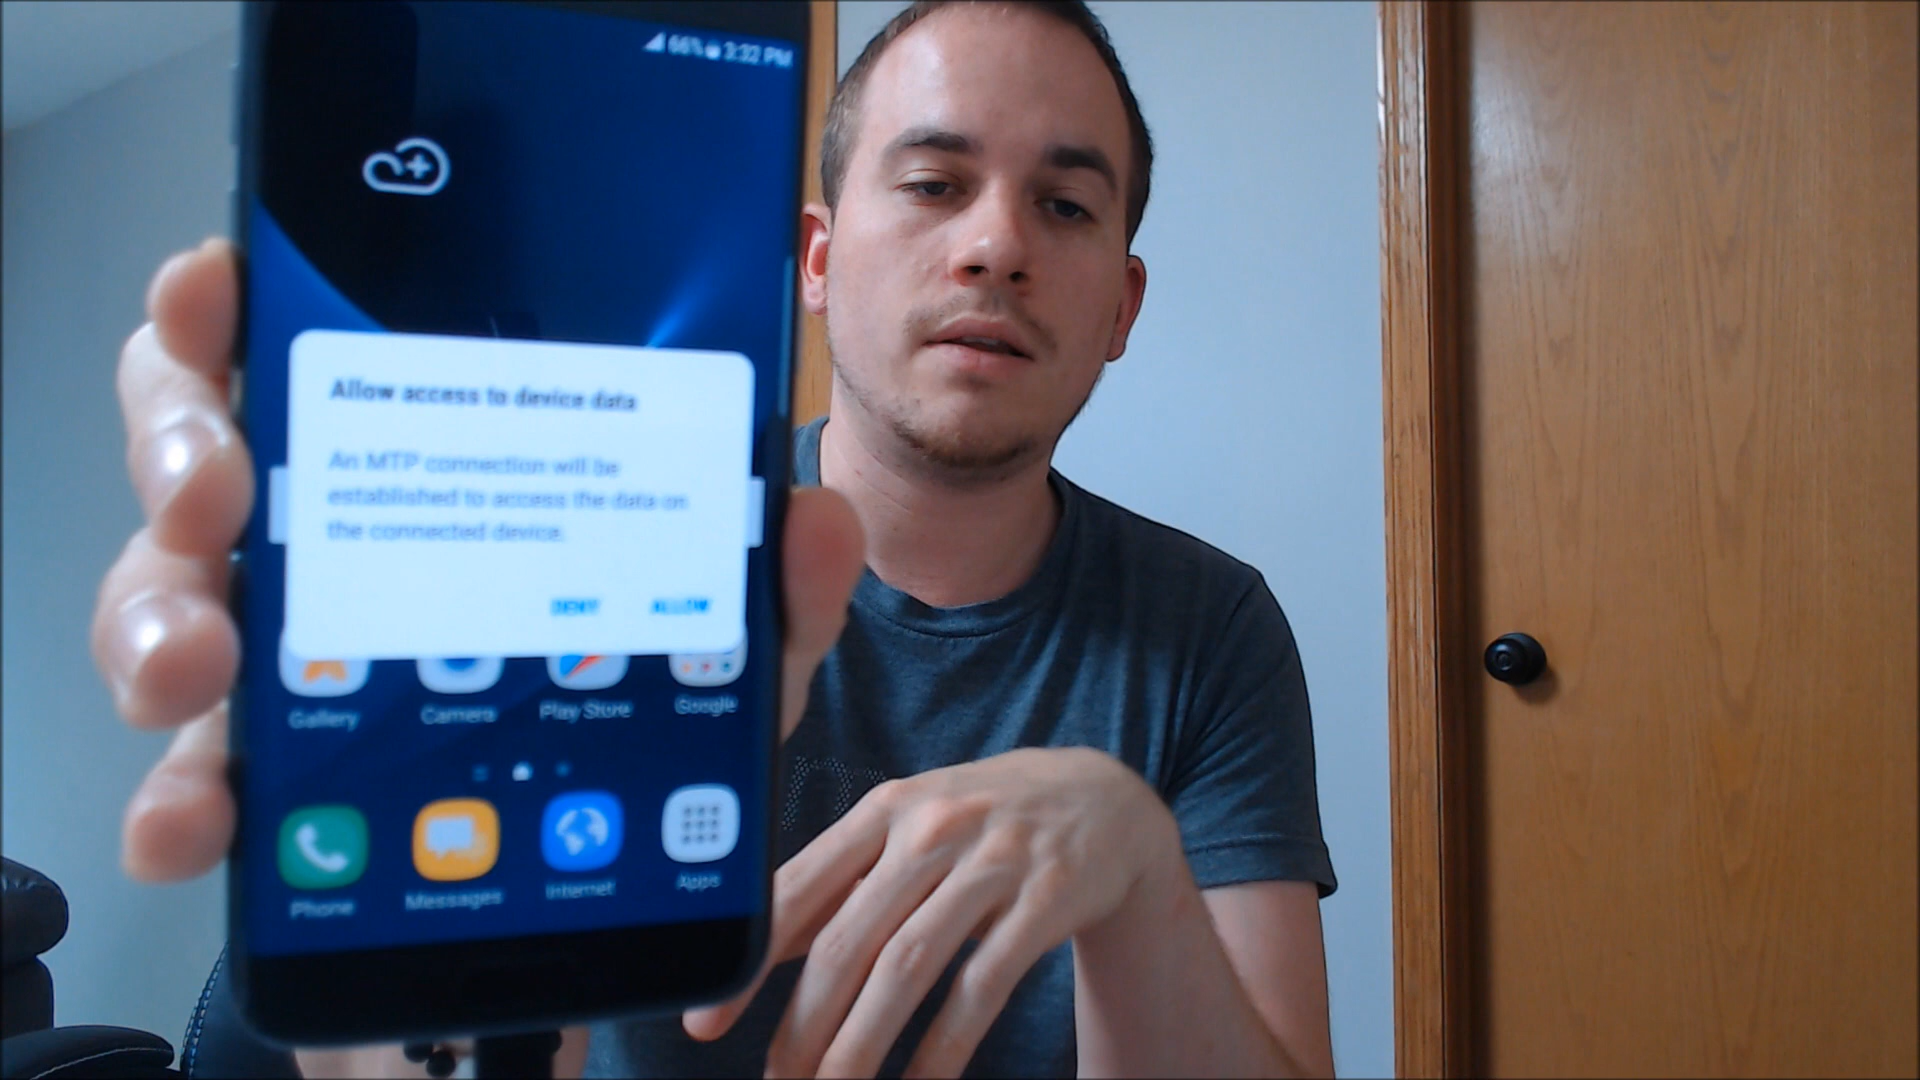 66% 3:32 PM
Allow access to device data
An MTP connection will be
established to access the data on
the connected device.
DENY ALLOW
Gallery Camera Play Store Google
Phone Messages Internet Apps